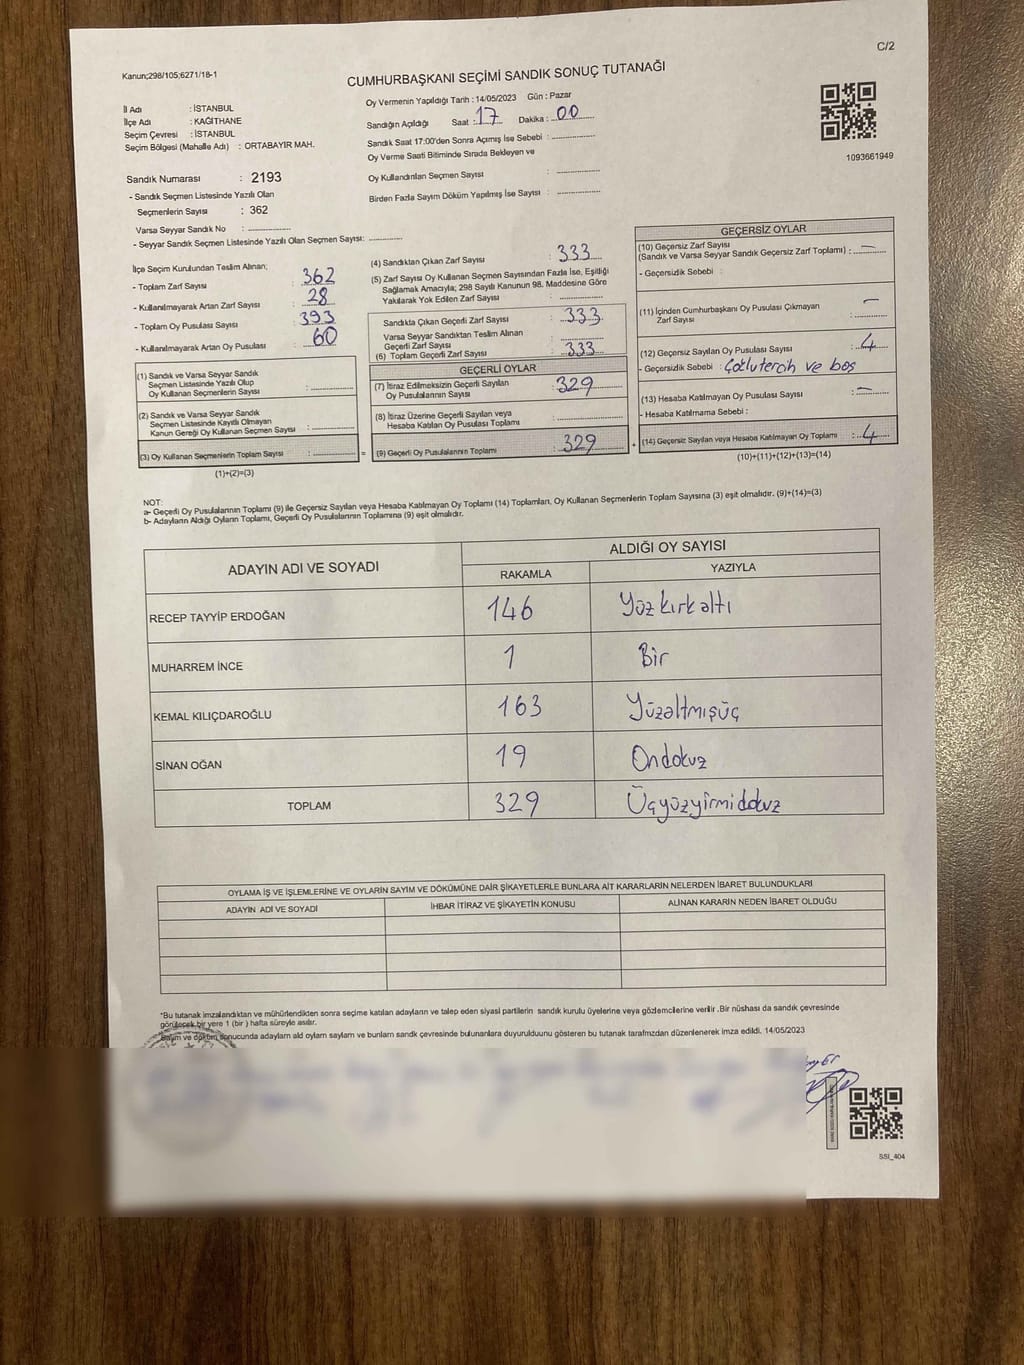 C/2
Kanun;298/105;6271/18-1
CUMHURBAŞKANI SEÇİMİ SANDIK SONUÇ TUTANAĞI
İl Adı : İSTANBUL
İlçe Adı : KAĞITHANE
Seçim Çevresi : İSTANBUL
Seçim Bölgesi (Mahalle Adı) : ORTABAYIR MAH.
Oy Vermenin Yapıldığı Tarih : 14/05/2023 Gün : Pazar
Sandığın Açıldığı Saat : 17 Dakika : 00
Sandık Saat 17:00'den Sonra Açımış İse Sebebi :
Oy Verme Saati Bitiminde Sırada Bekleyen ve
Oy Kullandırılan Seçmen Sayısı :
Birden Fazla Sayım Döküm Yapılmış İse Sayısı :
1093661949
Sandık Numarası : 2193
- Sandık Seçmen Listesinde Yazılı Olan
Seçmenlerin Sayısı : 362
Varsa Seyyar Sandık No :
- Seyyar Sandık Seçmen Listesinde Yazılı Olan Seçmen Sayısı:
İlçe Seçim Kurulundan Teslim Alınan;
- Toplam Zarf Sayısı : 362
- Kullanılmayarak Artan Zarf Sayısı : 28
- Toplam Oy Pusulası Sayısı : 393
- Kullanılmayarak Artan Oy Pusulası : 60
(1) Sandık ve Varsa Seyyar Sandık
Seçmen Listesinde Yazılı Olup
Oy Kullanan Seçmenlerin Sayısı :
(2) Sandık ve Varsa Seyyar Sandık
Seçmen Listesinde Kayıtlı Olmayan
Kanun Gereği Oy Kullanan Seçmen Sayısı :
(3) Oy Kullanan Seçmenlerin Toplam Sayısı :
(1)+(2)=(3)
(4) Sandıktan Çıkan Zarf Sayısı : 333
(5) Zarf Sayısı Oy Kullanan Seçmen Sayısından Fazla İse, Eşitliği
Sağlamak Amacıyla; 298 Sayılı Kanunun 98. Maddesine Göre
Yakılarak Yok Edilen Zarf Sayısı :
Sandıkta Çıkan Geçerli Zarf Sayısı : 333
Varsa Seyyar Sandıktan Teslim Alınan
Geçerli Zarf Sayısı :
(6) Toplam Geçerli Zarf Sayısı : 333
GEÇERLİ OYLAR
(7) İtiraz Edilmeksizin Geçerli Sayılan
Oy Pusulalarının Sayısı : 329
(8) İtiraz Üzerine Geçerli Sayılan veya
Hesaba Katılan Oy Pusulası Toplamı :
(9) Geçerli Oy Pusulalarının Toplamı : 329
GEÇERSİZ OYLAR
(10) Geçersiz Zarf Sayısı
(Sandık ve Varsa Seyyar Sandık Geçersiz Zarf Toplamı) : —
- Geçersizlik Sebebi :
(11) İçinden Cumhurbaşkanı Oy Pusulası Çıkmayan
Zarf Sayısı : —
(12) Geçersiz Sayılan Oy Pusulası Sayısı : 4
- Geçersizlik Sebebi : Çoklu tercih ve boş
(13) Hesaba Katılmayan Oy Pusulası Sayısı : —
- Hesaba Katılmama Sebebi :
(14) Geçersiz Sayılan veya Hesaba Katılmayan Oy Toplamı : 4
(10)+(11)+(12)+(13)=(14)
NOT:
a- Geçerli Oy Pusulalarının Toplamı (9) ile Geçersiz Sayılan veya Hesaba Katılmayan Oy Toplamı (14) Toplamları, Oy Kullanan Seçmenlerin Toplam Sayısına (3) eşit olmalıdır. (9)+(14)=(3)
b- Adayların Aldığı Oyların Toplamı, Geçerli Oy Pusulalarının Toplamına (9) eşit olmalıdır.
ADAYIN ADI VE SOYADI
ALDIĞI OY SAYISI
RAKAMLA YAZIYLA
RECEP TAYYİP ERDOĞAN 146 Yüz kırk altı
MUHARREM İNCE 1 Bir
KEMAL KILIÇDAROĞLU 163 Yüzaltmışüç
SİNAN OĞAN 19 Ondokuz
TOPLAM 329 Üçyüzyirmidokuz
OYLAMA İŞ VE İŞLEMLERİNE VE OYLARIN SAYIM VE DÖKÜMÜNE DAİR ŞİKAYETLERLE BUNLARA AİT KARARLARIN NELERDEN İBARET BULUNDUKLARI
ADAYIN ADI VE SOYADI İHBAR İTİRAZ VE ŞİKAYETİN KONUSU ALINAN KARARIN NEDEN İBARET OLDUĞU
*Bu tutanak imzalandıktan ve mühürlendikten sonra seçime katılan adayların ve talep eden siyasi partilerin sandık kurulu üyelerine veya gözlemcilerine verilir .Bir nüshası da sandık çevresinde
görülecek bir yere 1 (bir ) hafta süreyle asılır.
Sayım ve döküm sonucunda adayların aldı oyların sayları ve bunların sandk çevresinde bulunanlara duyurulduunu gösteren bu tutanak tarafmzdan düzenlenerek imza edildi. 14/05/2023
SSI_404